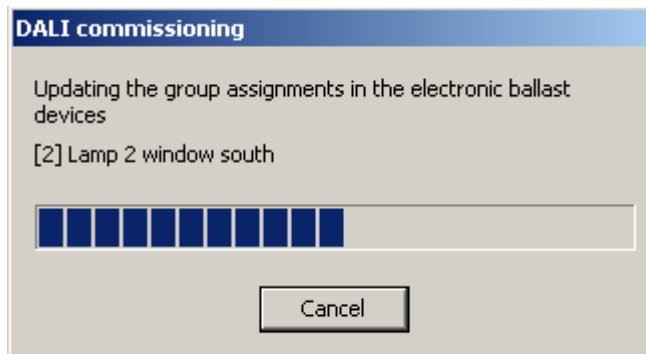 DALI commissioning
Updating the group assignments in the electronic ballast
devices
[2] Lamp 2 window south
Cancel